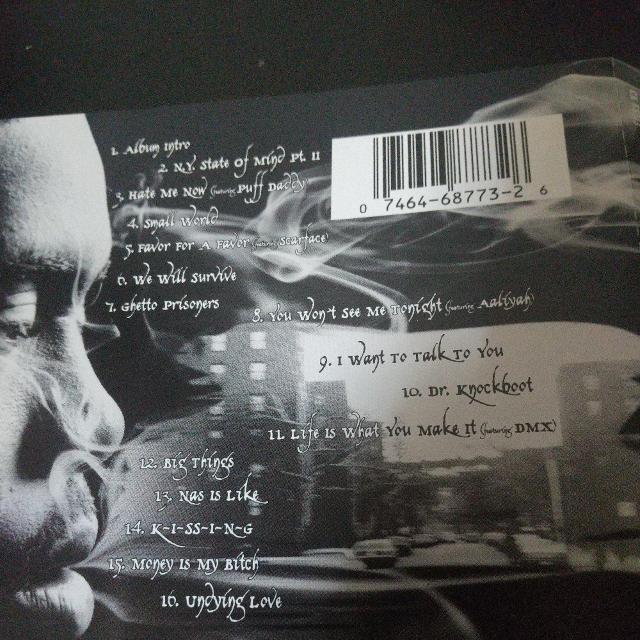 1. Album Intro
2. N.Y. State of Mind Pt. II
3. Hate Me Now (featuring Puff Daddy)
4. Small World
5. Favor For A Favor (featuring Scarface)
6. We Will Survive
7. Ghetto Prisoners
8. You Won't See Me Tonight (featuring Aaliyah)
9. I Want To Talk To You
10. Dr. Knockboot
11. Life Is What You Make It (featuring DMX)
12. Big Things
13. Nas Is Like
14. K-I-SS-I-N-G
15. Money Is My Bitch
16. Undying Love
0 7464-68773-2 6